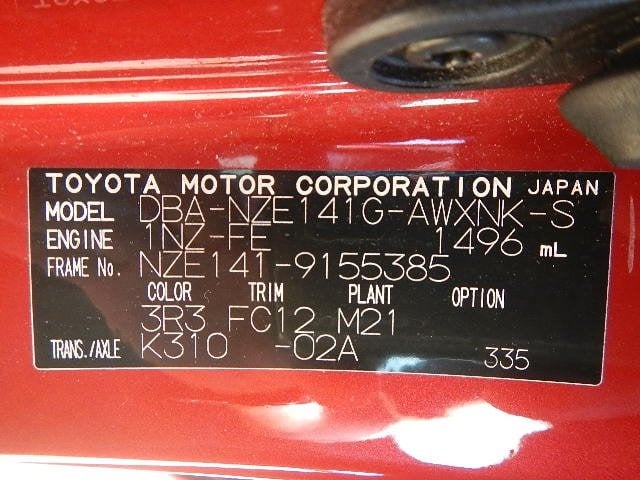 TOYOTA MOTOR CORPORATION JAPAN
MODEL DBA-NZE141G-AWXNK-S
ENGINE 1NZ-FE 1496 mL
FRAME No. NZE141-9155385
COLOR TRIM PLANT OPTION
3R3 FC12 M21
TRANS./AXLE K310 -02A 335